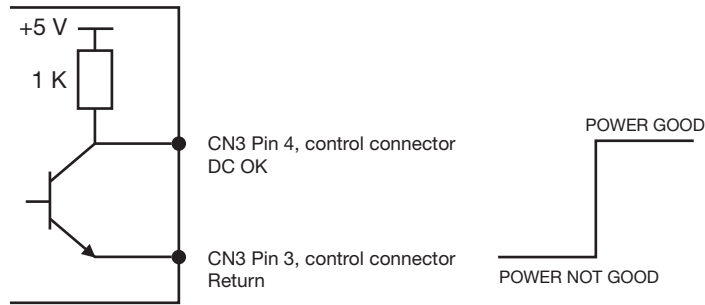 +5 V
1 K
CN3 Pin 4, control connector
DC OK
CN3 Pin 3, control connector
Return
POWER GOOD
POWER NOT GOOD